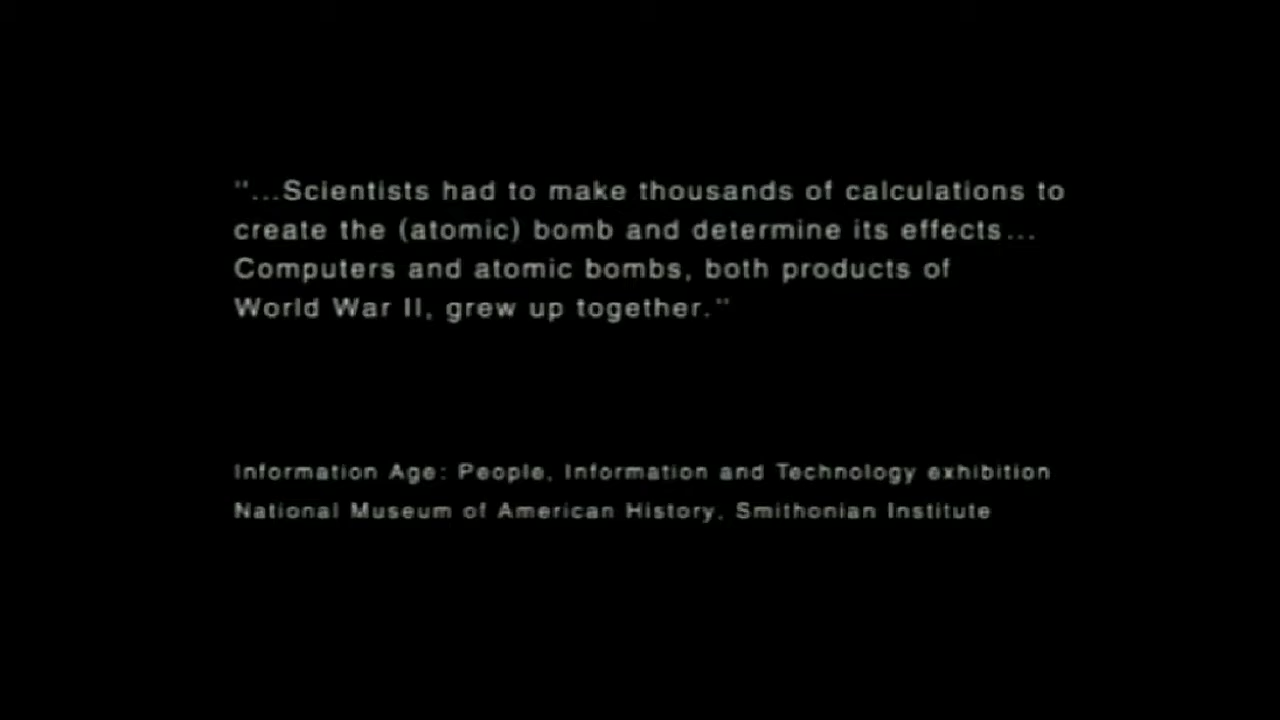 "...Scientists had to make thousands of calculations to
create the (atomic) bomb and determine its effects...
Computers and atomic bombs, both products of
World War II, grew up together."
Information Age: People, Information and Technology exhibition
National Museum of American History, Smithonian Institute